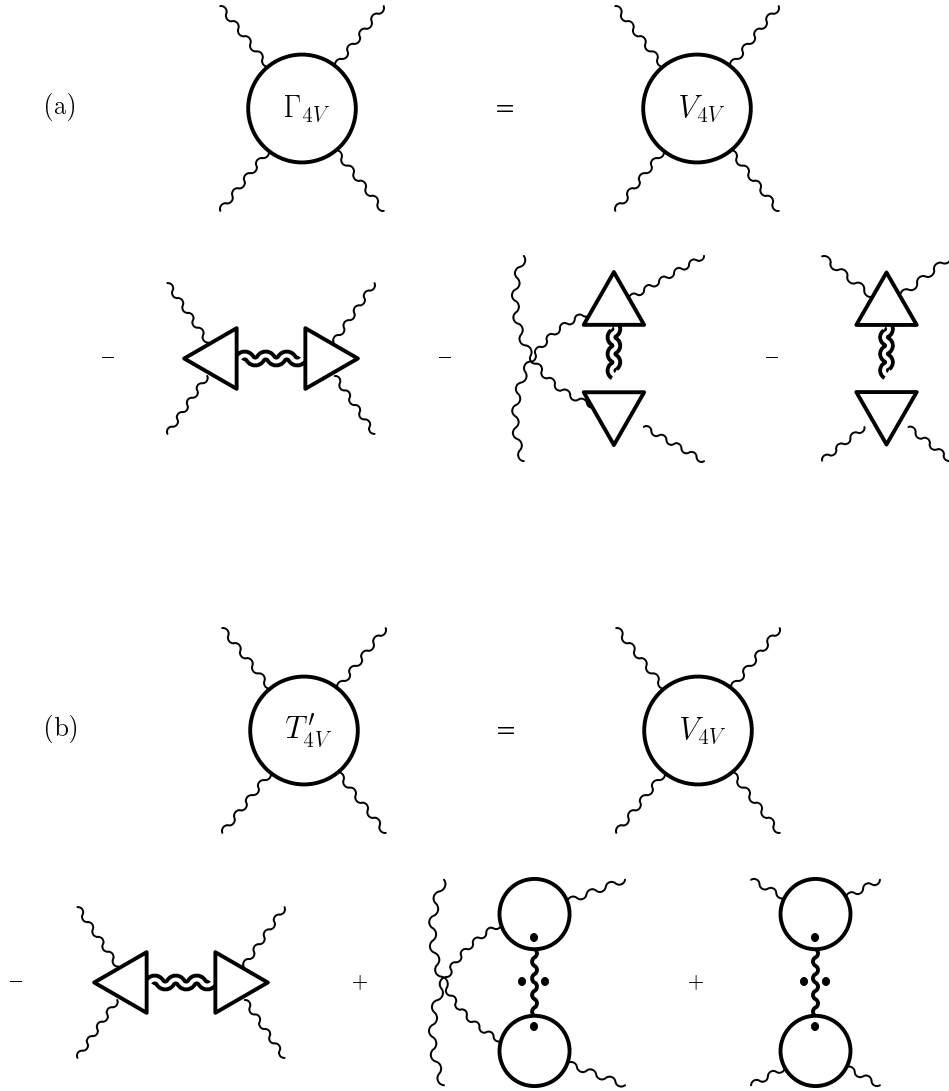 (a) Γ₄V = V₄V
− − −
(b) T′₄V = V₄V
− + +